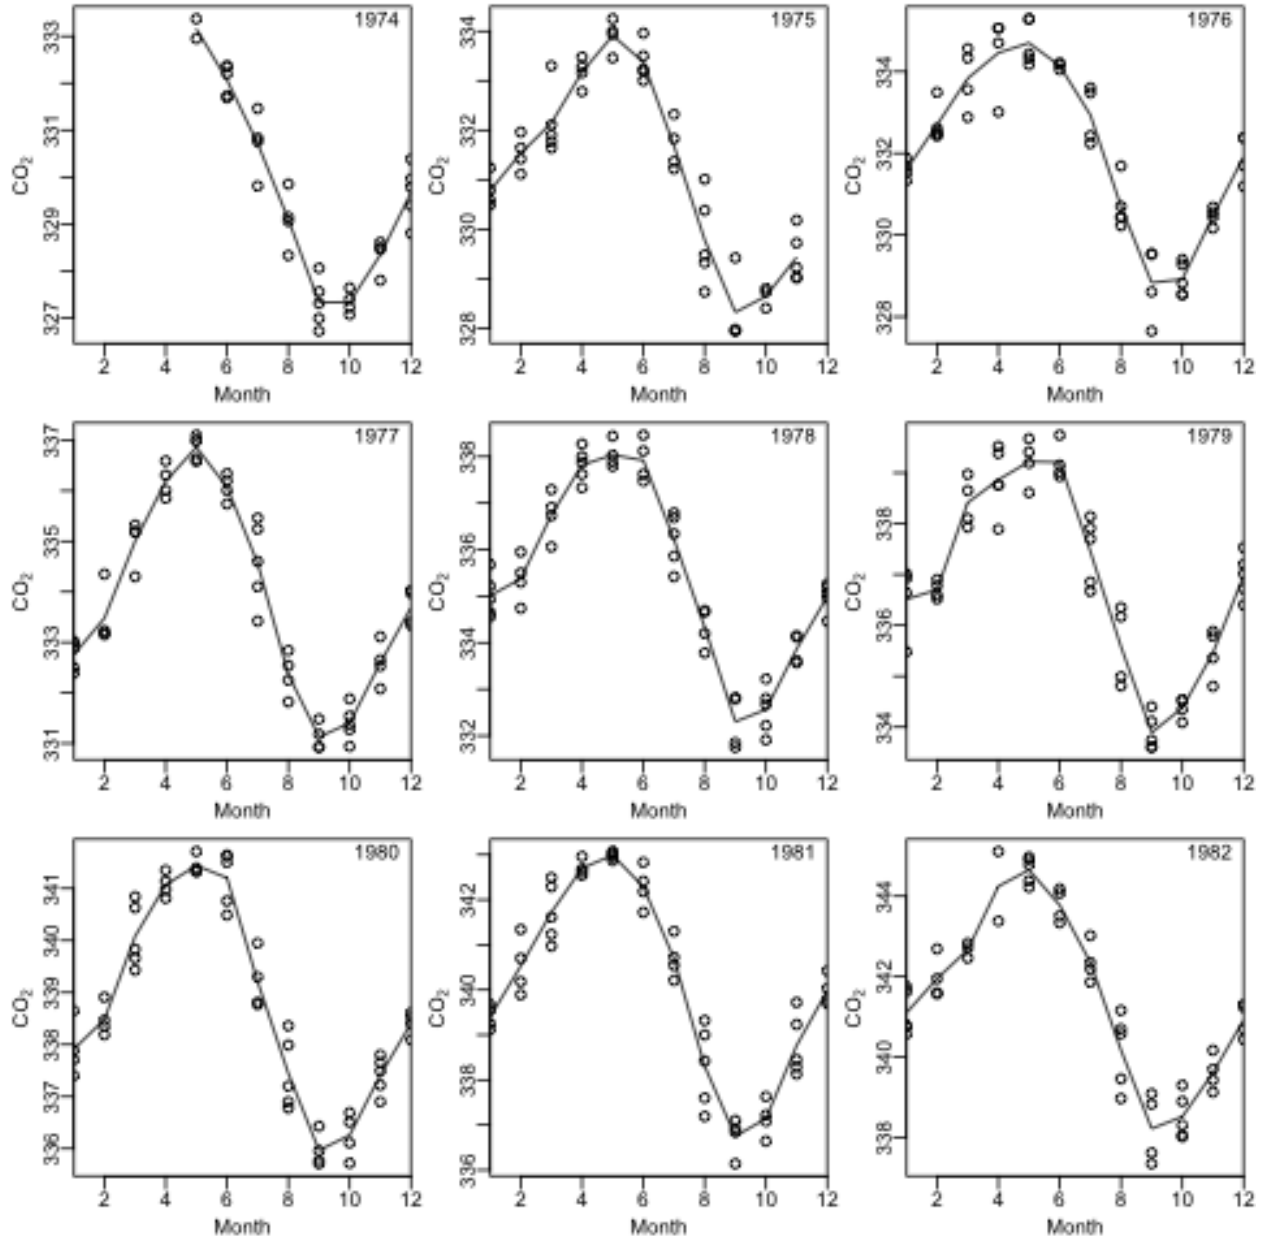 1974
CO₂
327 329 331 333
2 4 6 8 10 12
Month
1975
CO₂
328 330 332 334
2 4 6 8 10 12
Month
1976
CO₂
328 330 332 334
2 4 6 8 10 12
Month
1977
CO₂
331 333 335 337
2 4 6 8 10 12
Month
1978
CO₂
332 334 336 338
2 4 6 8 10 12
Month
1979
CO₂
334 336 338
2 4 6 8 10 12
Month
1980
CO₂
336 337 338 339 340 341
2 4 6 8 10 12
Month
1981
CO₂
336 338 340 342
2 4 6 8 10 12
Month
1982
CO₂
338 340 342 344
2 4 6 8 10 12
Month